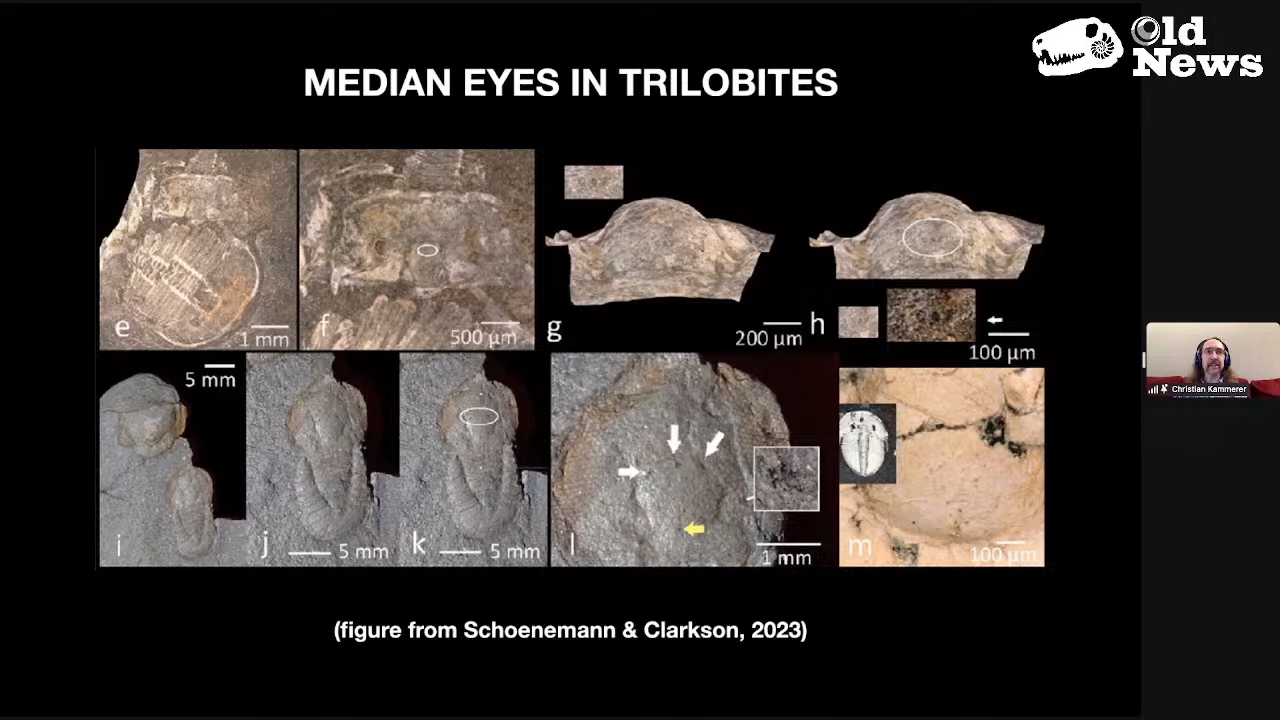 Old
News
MEDIAN EYES IN TRILOBITES
e
1 mm
f
500 µm
g
200 µm
h
100 µm
5 mm
i
j
5 mm
k
5 mm
l
1 mm
m
100 µm
Christian Kammerer
(figure from Schoenemann & Clarkson, 2023)